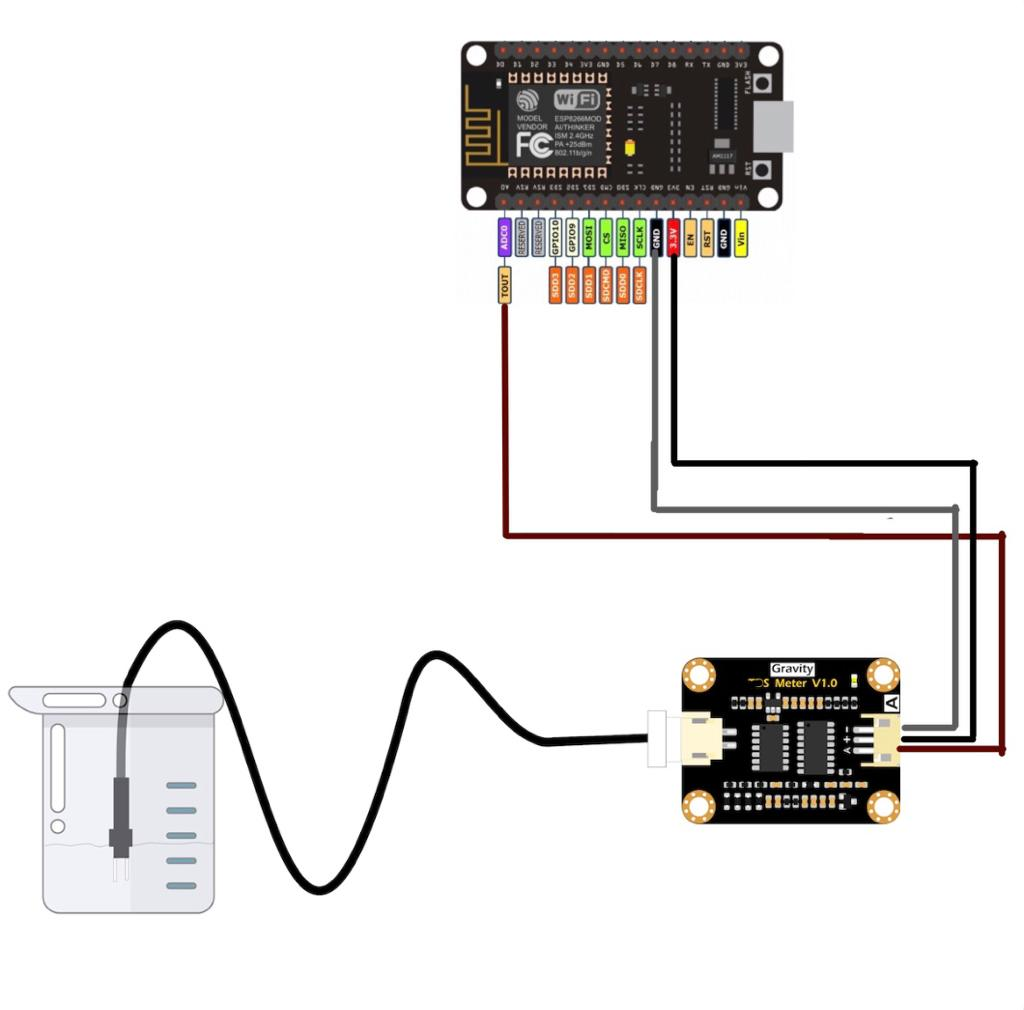 D0 D1 D2 D3 D4 3V3 GND D5 D6 D7 D8 RX TX GND 3V3
FLASH
WiFi
MODEL
VENDOR
ESP8266MOD
AI/THINKER
ISM 2.4GHz
PA +25dBm
802.11b/g/n
FC
AM1117
RST
A0 RSV RSV SD3 SD2 SD1 CMD SD0 CLK GND 3V3 EN RST GND Vin
ADC0 RESERVED RESERVED GPIO10 GPIO9 MOSI CS MISO SCLK GND 3.3V EN RST GND Vin
TOUT SDD3 SDD2 SDD1 SDCMD SDD0 SDCLK
Gravity
S Meter V1.0
A
A + -